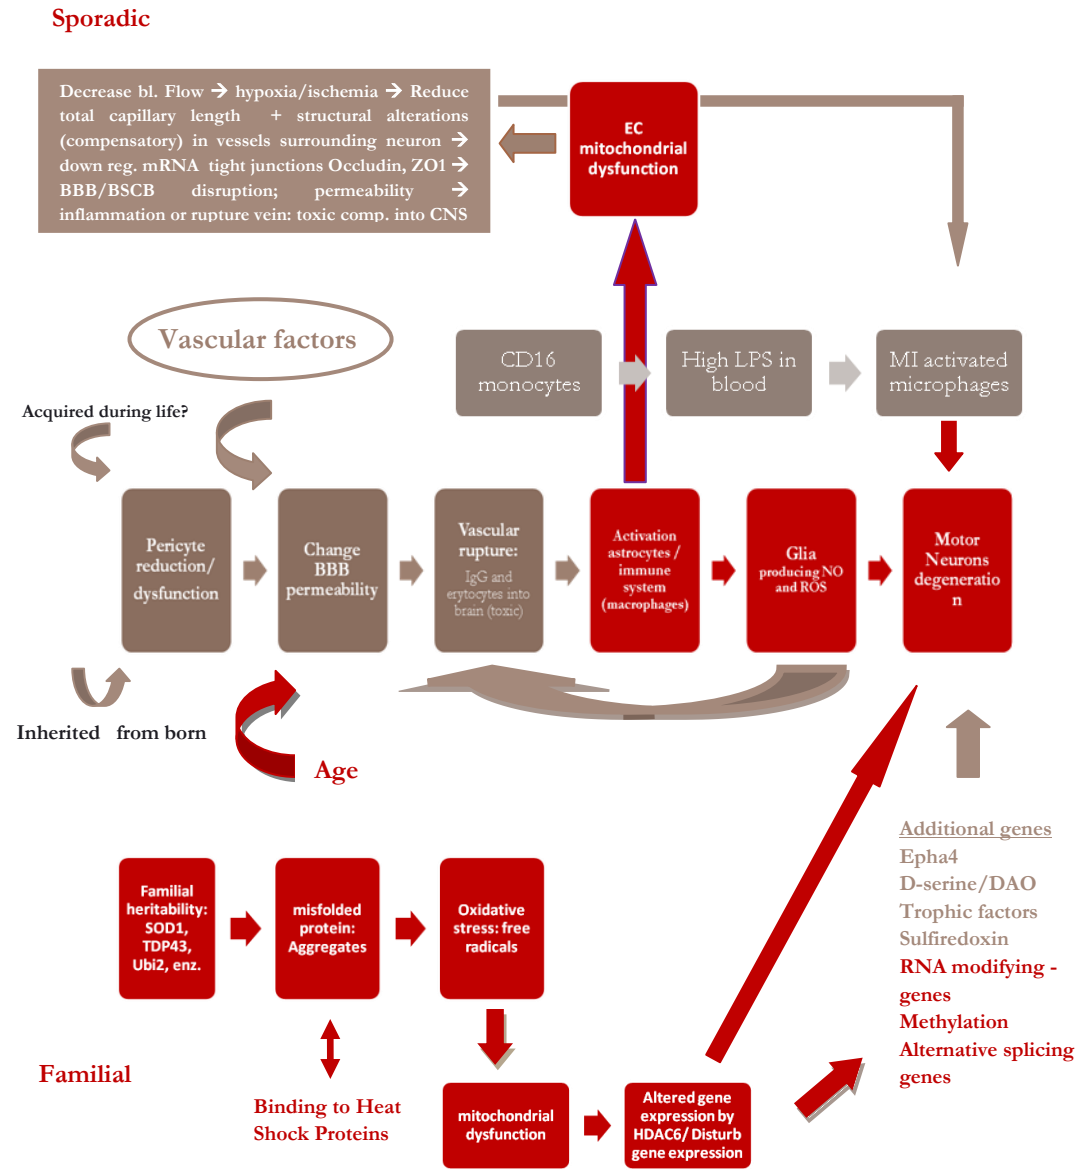 Sporadic
Decrease bl. Flow → hypoxia/ischemia → Reduce
total capillary length + structural alterations
(compensatory) in vessels surrounding neuron →
down reg. mRNA tight junctions Occludin, ZO1 →
BBB/BSCB disruption; permeability →
inflammation or rupture vein: toxic comp. into CNS
EC
mitochondrial
dysfunction
Vascular factors
CD16
monocytes
High LPS in
blood
MI activated
microphages
Acquired during life?
Pericyte
reduction/
dysfunction
Change
BBB
permeability
Vascular
rupture:
IgG and
erytocytes into
brain (toxic)
Activation
astrocytes /
immune
system
(macrophages)
Glia
producing NO
and ROS
Motor
Neurons
degeneratio
n
Inherited from born
Age
Additional genes
Epha4
D-serine/DAO
Trophic factors
Sulfiredoxin
RNA modifying -
genes
Methylation
Alternative splicing
genes
Familial
heritability:
SOD1,
TDP43,
Ubi2, enz.
misfolded
protein:
Aggregates
Oxidative
stress: free
radicals
Familial
Binding to Heat
Shock Proteins
mitochondrial
dysfunction
Altered gene
expression by
HDAC6/ Disturb
gene expression